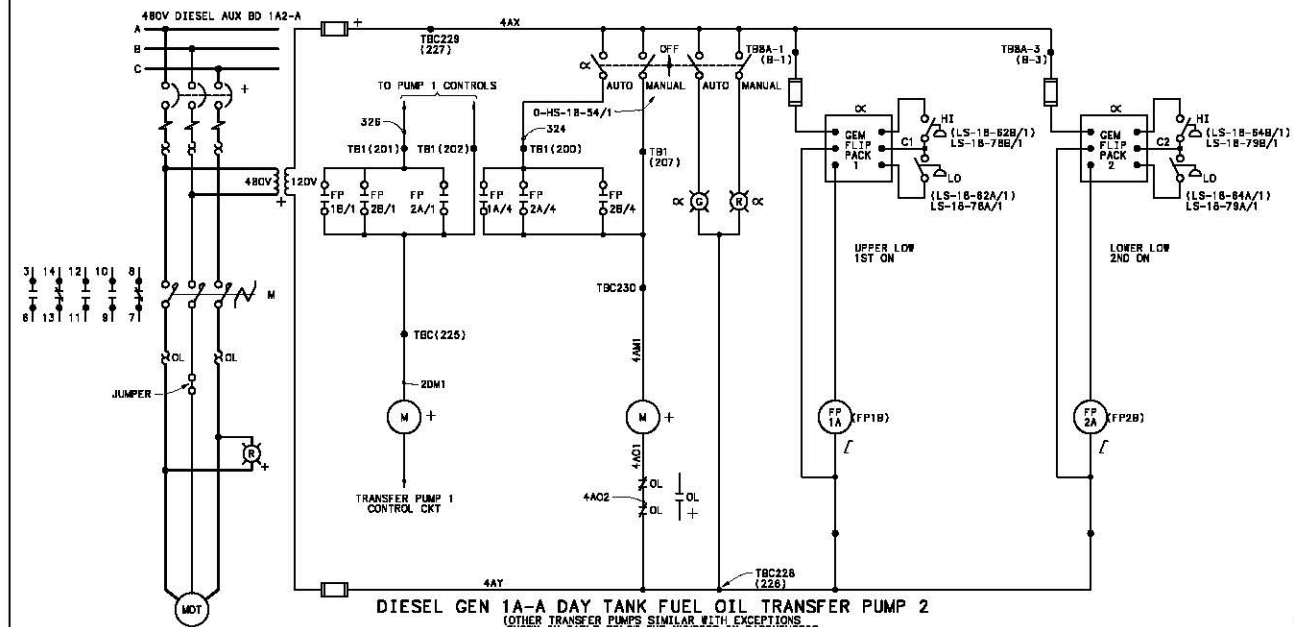 480V DIESEL AUX BD 1A2-A
A
B
C
+
+
4AX
TBC229
(227)
OFF
TB8A-1
(B-1)
TB8A-3
(B-3)
∝
AUTO
MANUAL
AUTO
MANUAL
TO PUMP 1 CONTROLS
0-HS-18-54/1
326
324
TB1(201)
TB1(202)
TB1(200)
TB1
(207)
480V
120V
+
FP
1B/1
FP
2B/1
FP
2A/1
FP
1A/4
FP
2A/4
FP
2B/4
∝
G
R
∝
∝
GEM
FLIP
PACK
1
C1
HI
(LS-18-62B/1)
LS-18-78B/1
LO
(LS-18-62A/1)
LS-18-78A/1
∝
GEM
FLIP
PACK
2
C2
HI
(LS-18-64B/1)
LS-18-79B/1
LO
(LS-18-64A/1)
LS-18-79A/1
UPPER LOW
1ST ON
LOWER LOW
2ND ON
3 14 12 10 8
6 13 11 9 7
M
TBC230
TBC(225)
OL
OL
JUMPER
2DM1
4AM1
M
+
M
+
FP
1A
(FP1B)
FP
2A
(FP2B)
R
+
4AO1
TRANSFER PUMP 1
CONTROL CKT
4AO2
OL
OL
OL
+
MOT
4AY
TBC228
(226)
DIESEL GEN 1A-A DAY TANK FUEL OIL TRANSFER PUMP 2
(OTHER TRANSFER PUMPS SIMILAR WITH EXCEPTIONS